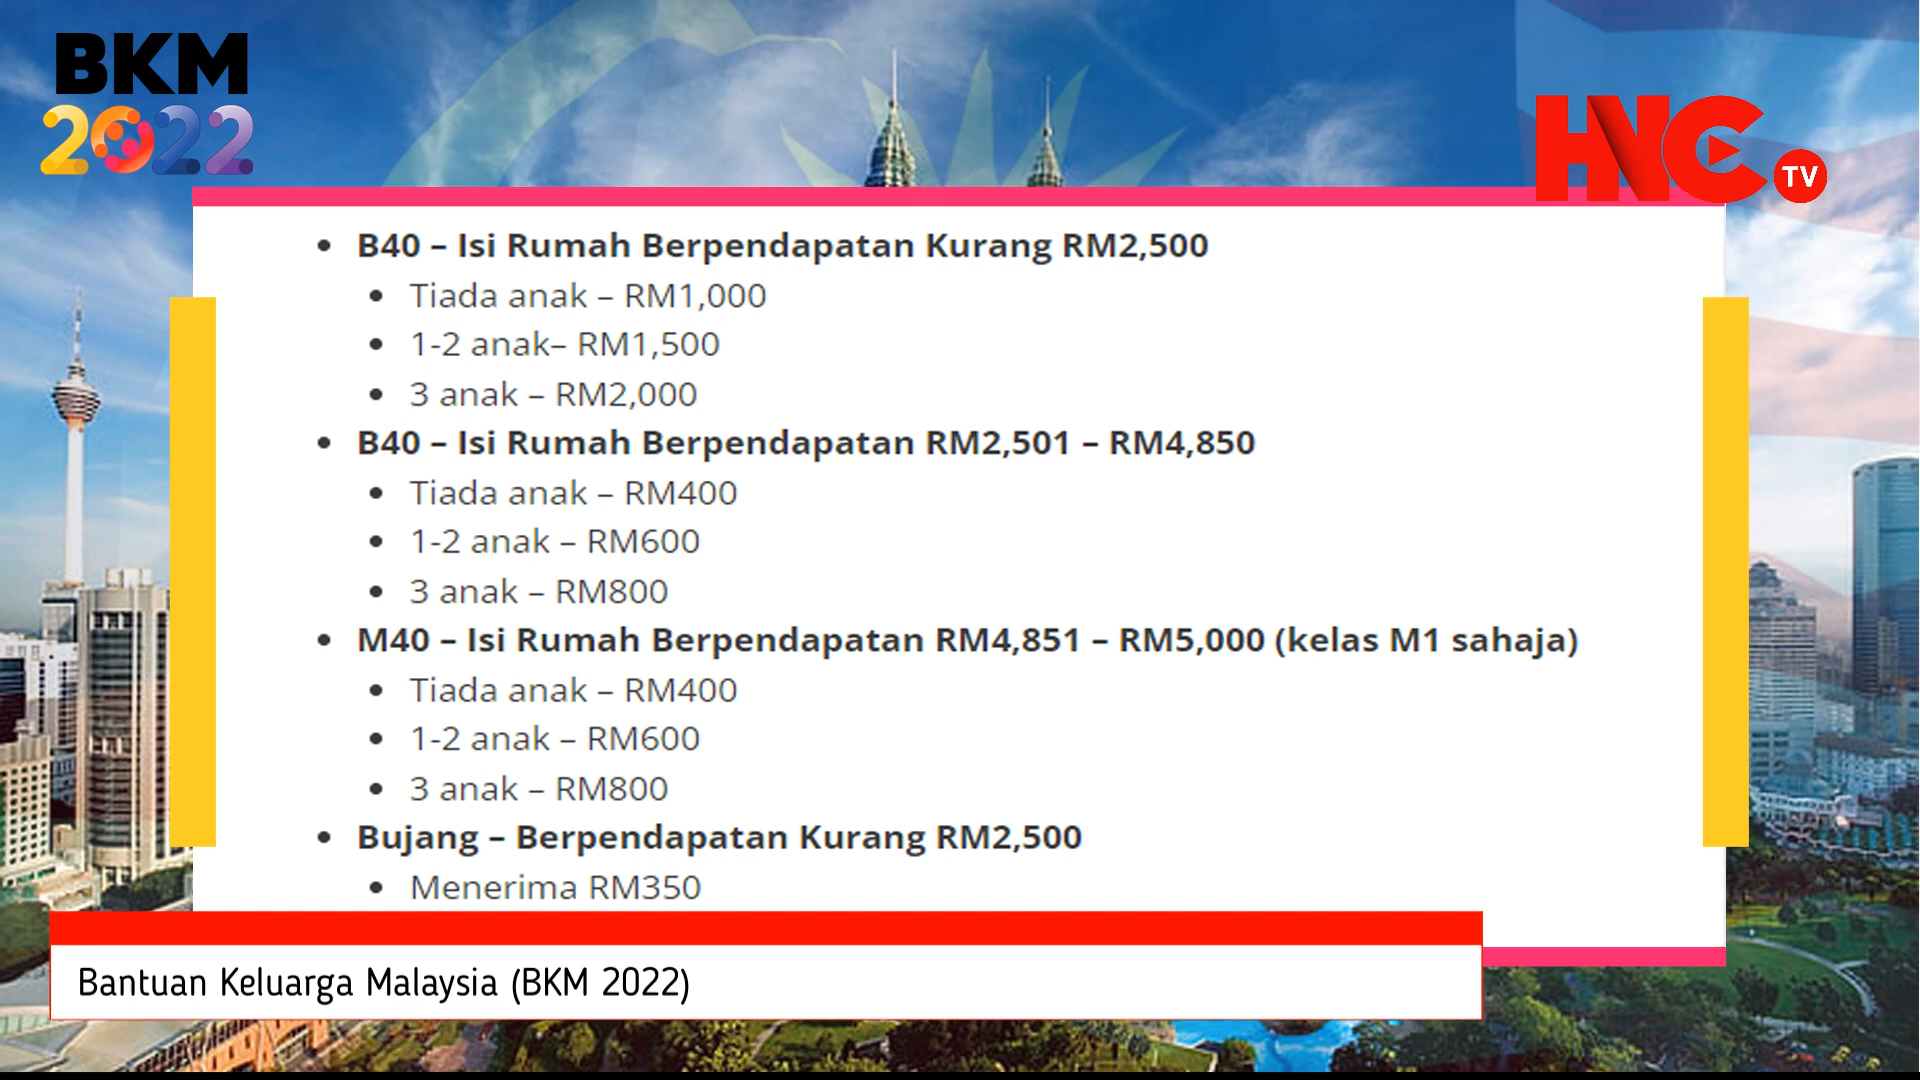 BKM
2022
HNC
TV
• B40 – Isi Rumah Berpendapatan Kurang RM2,500
• Tiada anak – RM1,000
• 1-2 anak– RM1,500
• 3 anak – RM2,000
• B40 – Isi Rumah Berpendapatan RM2,501 – RM4,850
• Tiada anak – RM400
• 1-2 anak – RM600
• 3 anak – RM800
• M40 – Isi Rumah Berpendapatan RM4,851 – RM5,000 (kelas M1 sahaja)
• Tiada anak – RM400
• 1-2 anak – RM600
• 3 anak – RM800
• Bujang – Berpendapatan Kurang RM2,500
• Menerima RM350
Bantuan Keluarga Malaysia (BKM 2022)